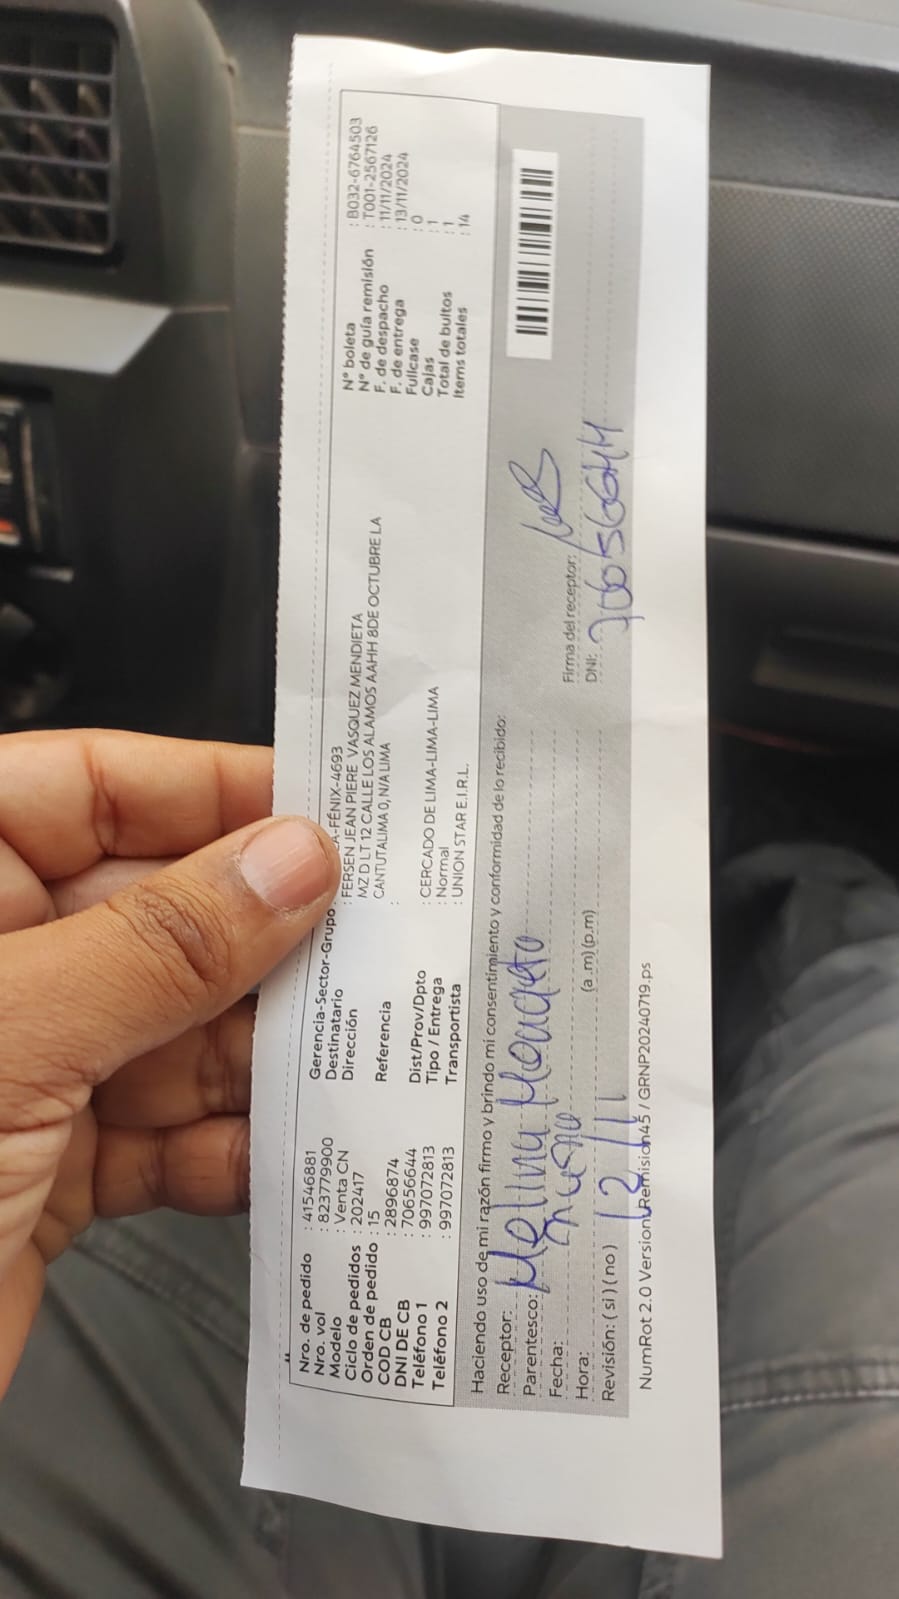 Nro. de pedido : 41546881
Nro. vol : 823779900
Modelo : Venta CN
Ciclo de pedidos : 202417
Orden de pedido : 15
COD CB : 2896874
DNI DE CB : 70656644
Teléfono 1 : 997072813
Teléfono 2 : 997072813
Gerencia-Sector-Grupo A-FÉNIX-4693
Destinatario : FERSEN JEAN PIERE VASQUEZ MENDIETA
Dirección MZ D LT 12 CALLE LOS ALAMOS AAHH 8DE OCTUBRE LA
CANTUTALIMA 0, N/A LIMA
Referencia :
Dist/Prov/Dpto : CERCADO DE LIMA-LIMA-LIMA
Tipo / Entrega : Normal
Transportista : UNION STAR E.I.R.L.
N° boleta : B032-6764503
N° de guía remisión : T001-2567126
F. de despacho : 11/11/2024
F. de entrega : 13/11/2024
Fullcase : 0
Cajas : 1
Total de bultos : 1
Items totales : 14
Haciendo uso de mi razón firmo y brindo mi consentimiento y conformidad de lo recibido:
Receptor: Melina
Parentesco:
Fecha: 12/11
Hora: (a.m)(p.m)
Revisión: ( si ) ( no )
Firma del receptor:
DNI: 70656644
NumRot 2.0 Version Remision45 / GRNP20240719.ps